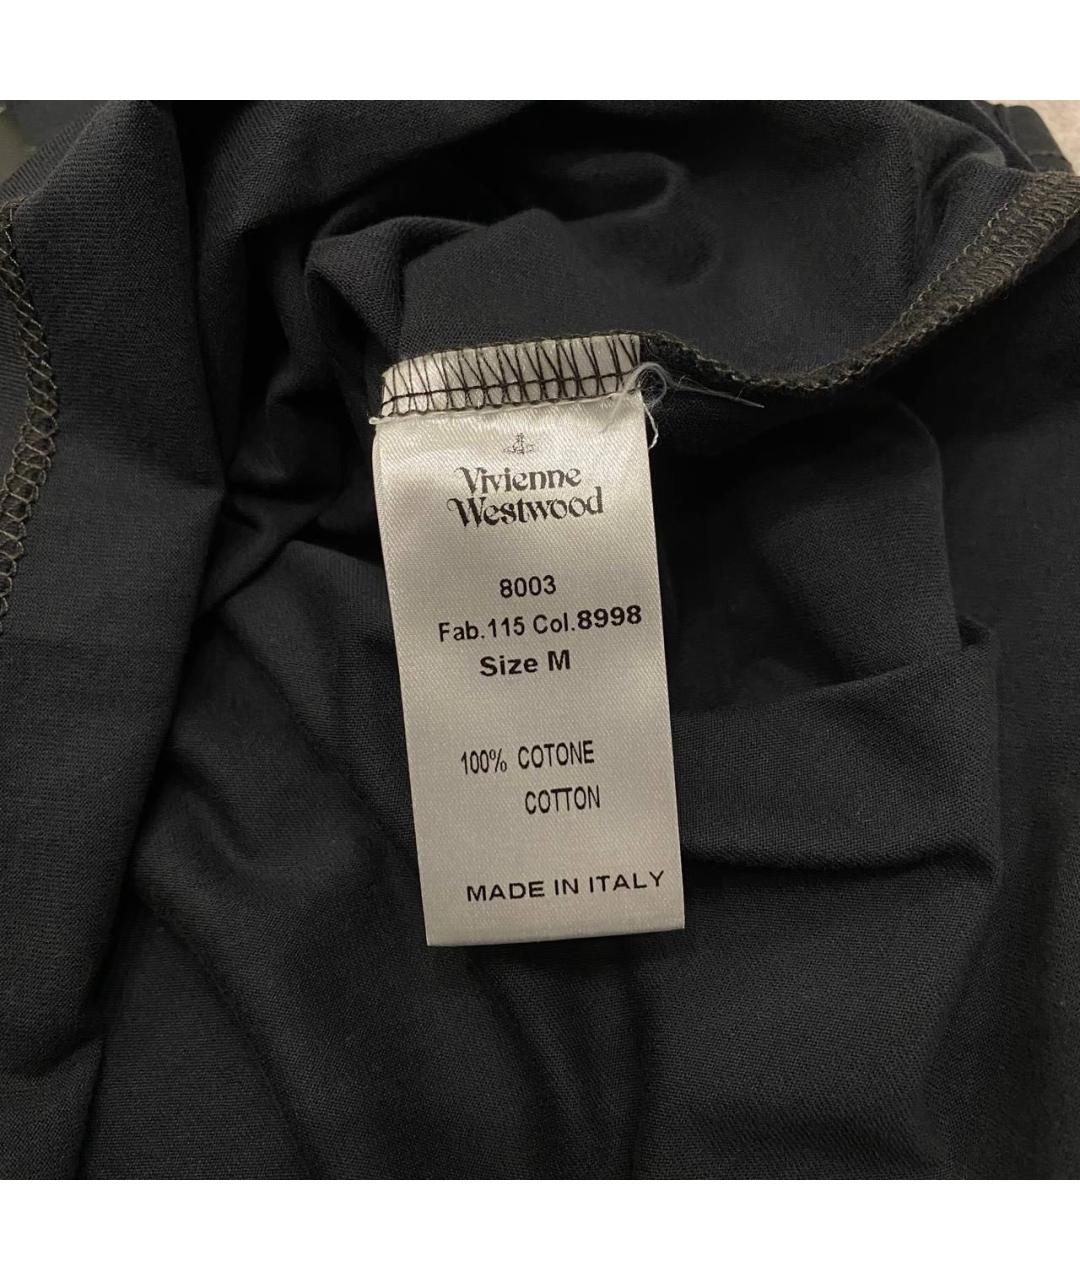 Vivienne
Westwood
8003
Fab.115 Col.8998
Size M
100% COTONE
COTTON
MADE IN ITALY